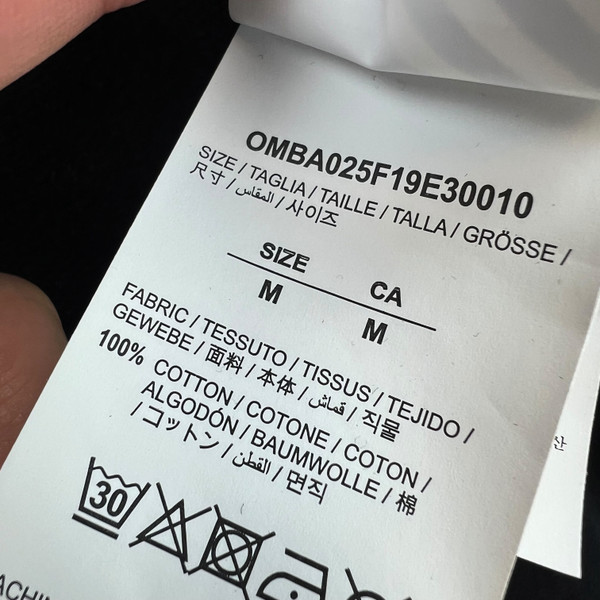 OMBA025F19E30010
SIZE / TAGLIA / TAILLE / TALLA / GRÖSSE /
尺寸 / المقاس / 사이즈
SIZE CA
M M
FABRIC / TESSUTO / TISSUS / TEJIDO /
GEWEBE / 面料 / 本体 / قماش / 직물
100% COTTON / COTONE / COTON /
ALGODÓN / BAUMWOLLE / 棉
/ コットン / القطن / 면직
30
산